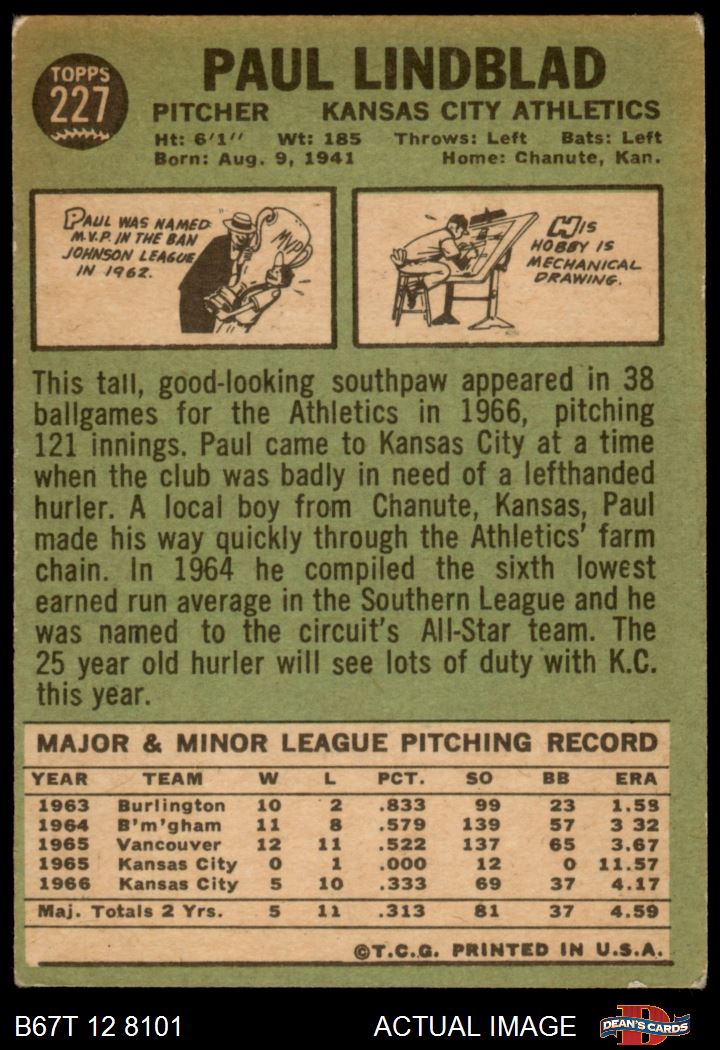 TOPPS
227
PAUL LINDBLAD
PITCHER KANSAS CITY ATHLETICS
Ht: 6'1" Wt: 185 Throws: Left Bats: Left
Born: Aug. 9, 1941 Home: Chanute, Kan.
PAUL WAS NAMED
M.V.P. IN THE BAN
JOHNSON LEAGUE
IN 1962.
MVP
HIS
HOBBY IS
MECHANICAL
DRAWING.
This tall, good-looking southpaw appeared in 38
ballgames for the Athletics in 1966, pitching
121 innings. Paul came to Kansas City at a time
when the club was badly in need of a lefthanded
hurler. A local boy from Chanute, Kansas, Paul
made his way quickly through the Athletics' farm
chain. In 1964 he compiled the sixth lowest
earned run average in the Southern League and he
was named to the circuit's All-Star team. The
25 year old hurler will see lots of duty with K.C.
this year.
MAJOR & MINOR LEAGUE PITCHING RECORD
YEAR TEAM W L PCT. SO BB ERA
1963 Burlington 10 2 .833 99 23 1.58
1964 B'm'gham 11 8 .579 139 57 3 32
1965 Vancouver 12 11 .522 137 65 3.67
1965 Kansas City 0 1 .000 12 0 11.57
1966 Kansas City 5 10 .333 69 37 4.17
Maj. Totals 2 Yrs. 5 11 .313 81 37 4.59
©T.C.G. PRINTED IN U.S.A.
B67T 12 8101 ACTUAL IMAGE
D
DEAN'S CARDS